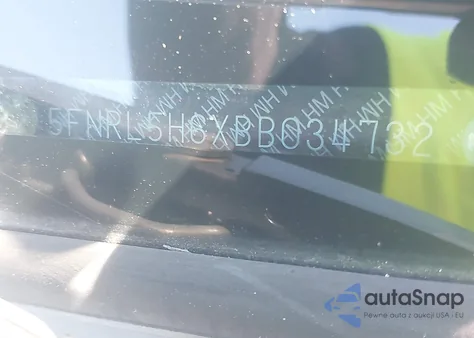 5FNRL5H6XBB034732
autaSnap
Pewne auta z aukcji USA i EU